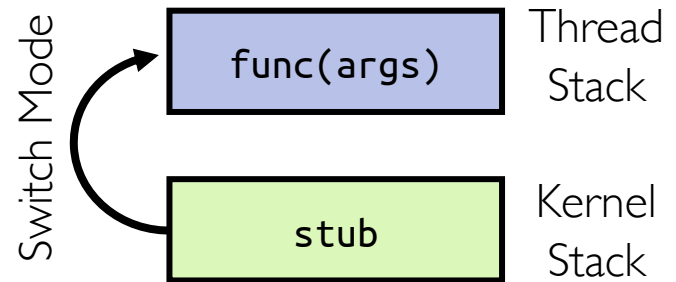 Switch Mode
func(args)
Thread
Stack
stub
Kernel
Stack